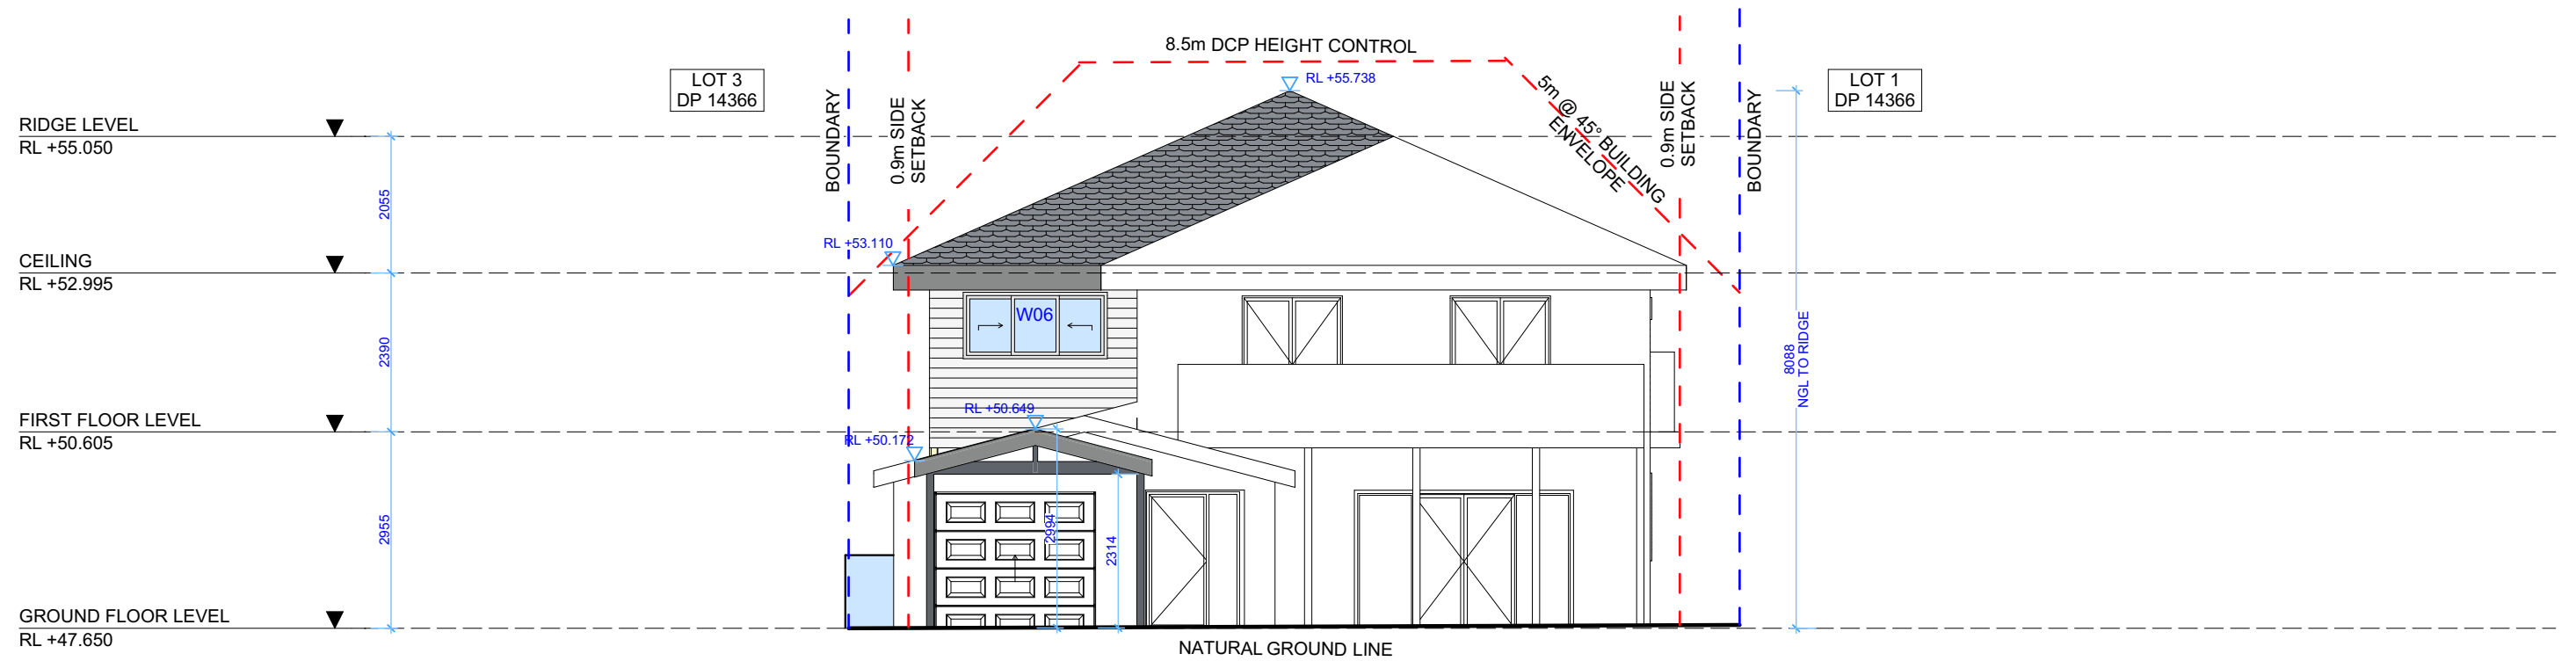 8.5m DCP HEIGHT CONTROL
LOT 3
DP 14366
LOT 1
DP 14366
RL +55.738
BOUNDARY
0.9m SIDE
SETBACK
5m @ 45° BUILDING
ENVELOPE
0.9m SIDE
SETBACK
BOUNDARY
RIDGE LEVEL
RL +55.050
2055
RL +53.110
CEILING
RL +52.995
W06
2390
8088
NGL TO RIDGE
RL +50.649
FIRST FLOOR LEVEL
RL +50.605
RL +50.172
2955
2994
2314
GROUND FLOOR LEVEL
RL +47.650
NATURAL GROUND LINE